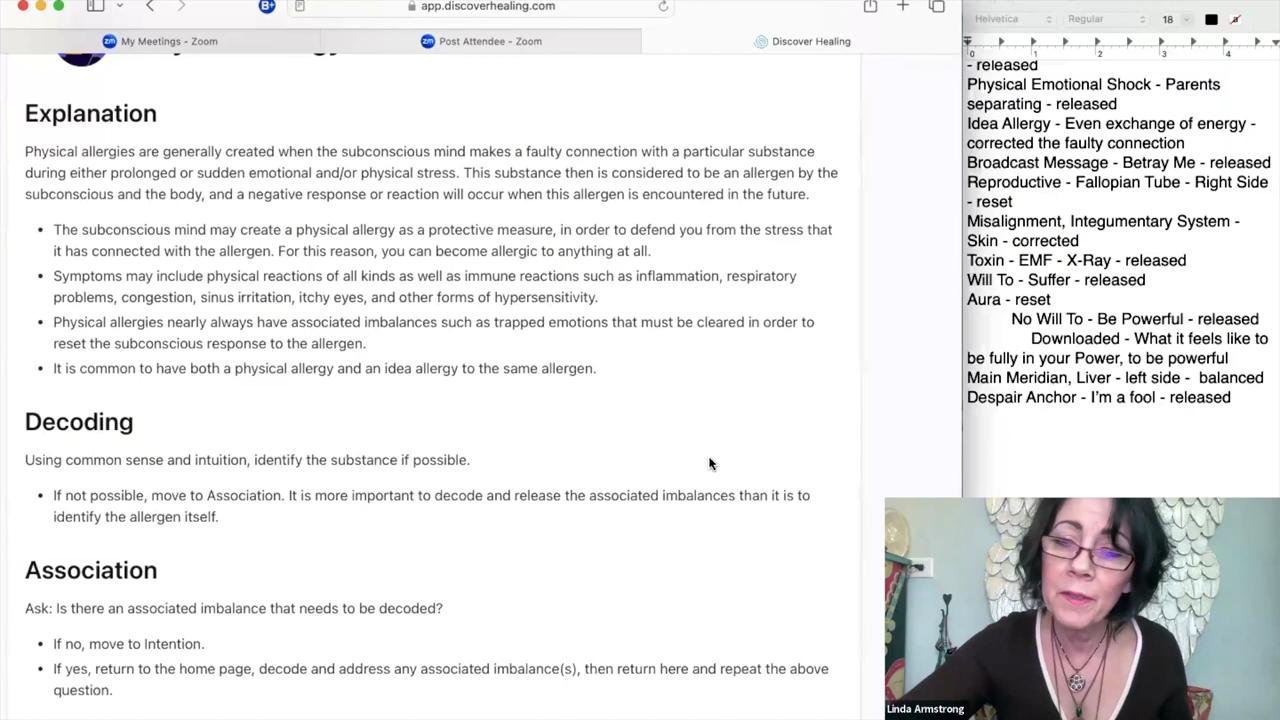 app.discoverhealing.com
My Meetings - Zoom
Post Attendee - Zoom
Discover Healing
Explanation
Physical allergies are generally created when the subconscious mind makes a faulty connection with a particular substance
during either prolonged or sudden emotional and/or physical stress. This substance then is considered to be an allergen by the
subconscious and the body, and a negative response or reaction will occur when this allergen is encountered in the future.
• The subconscious mind may create a physical allergy as a protective measure, in order to defend you from the stress that
it has connected with the allergen. For this reason, you can become allergic to anything at all.
• Symptoms may include physical reactions of all kinds as well as immune reactions such as inflammation, respiratory
problems, congestion, sinus irritation, itchy eyes, and other forms of hypersensitivity.
• Physical allergies nearly always have associated imbalances such as trapped emotions that must be cleared in order to
reset the subconscious response to the allergen.
• It is common to have both a physical allergy and an idea allergy to the same allergen.
Decoding
Using common sense and intuition, identify the substance if possible.
• If not possible, move to Association. It is more important to decode and release the associated imbalances than it is to
identify the allergen itself.
Association
Ask: Is there an associated imbalance that needs to be decoded?
• If no, move to Intention.
• If yes, return to the home page, decode and address any associated imbalance(s), then return here and repeat the above
question.
Helvetica Regular 18
0 1 2 3 4
- released
Physical Emotional Shock - Parents
separating - released
Idea Allergy - Even exchange of energy -
corrected the faulty connection
Broadcast Message - Betray Me - released
Reproductive - Fallopian Tube - Right Side
- reset
Misalignment, Integumentary System -
Skin - corrected
Toxin - EMF - X-Ray - released
Will To - Suffer - released
Aura - reset
No Will To - Be Powerful - released
Downloaded - What it feels like to
be fully in your Power, to be powerful
Main Meridian, Liver - left side - balanced
Despair Anchor - I'm a fool - released
Linda Armstrong